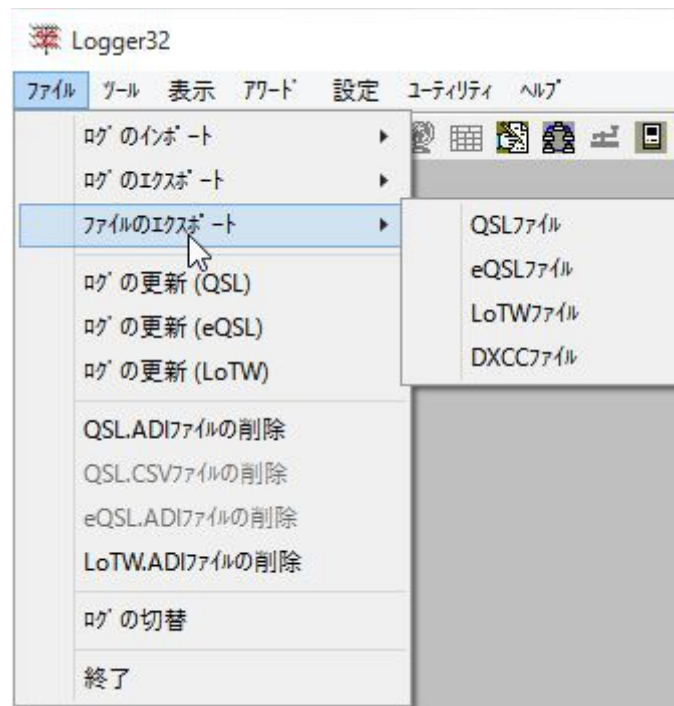 Logger32
ﾌｧｲﾙ ﾂｰﾙ 表示 ｱﾜｰﾄﾞ 設定 ﾕｰﾃｨﾘﾃｨ ﾍﾙﾌﾟ
ﾛｸﾞのｲﾝﾎﾟｰﾄ
ﾛｸﾞのｴｸｽﾎﾟｰﾄ
ﾌｧｲﾙのｴｸｽﾎﾟｰﾄ
QSLﾌｧｲﾙ
eQSLﾌｧｲﾙ
LoTWﾌｧｲﾙ
DXCCﾌｧｲﾙ
ﾛｸﾞの更新 (QSL)
ﾛｸﾞの更新 (eQSL)
ﾛｸﾞの更新 (LoTW)
QSL.ADIﾌｧｲﾙの削除
QSL.CSVﾌｧｲﾙの削除
eQSL.ADIﾌｧｲﾙの削除
LoTW.ADIﾌｧｲﾙの削除
ﾛｸﾞの切替
終了